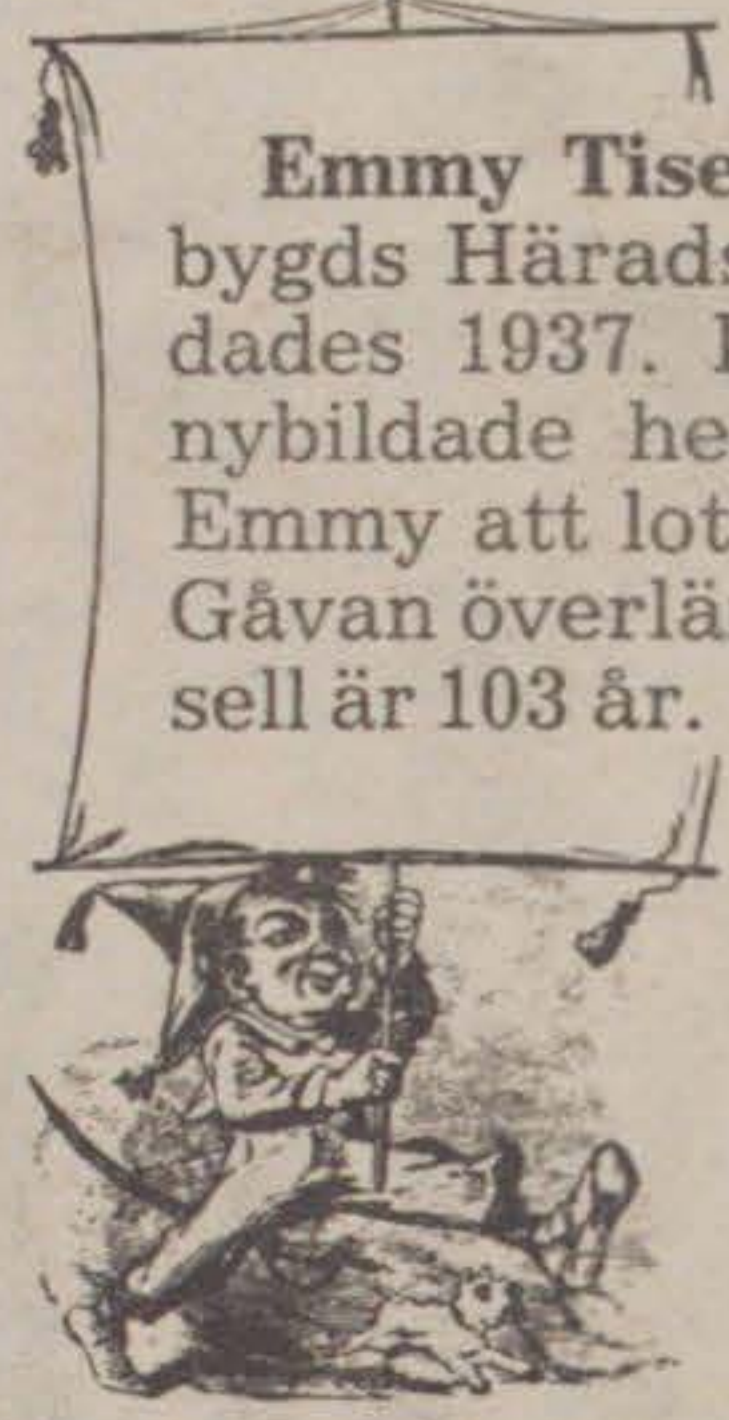 Emmy Tise
bygds Härads
dades 1937.
nybildade he
Emmy att lot
Gåvan överlä
sell är 103 år.